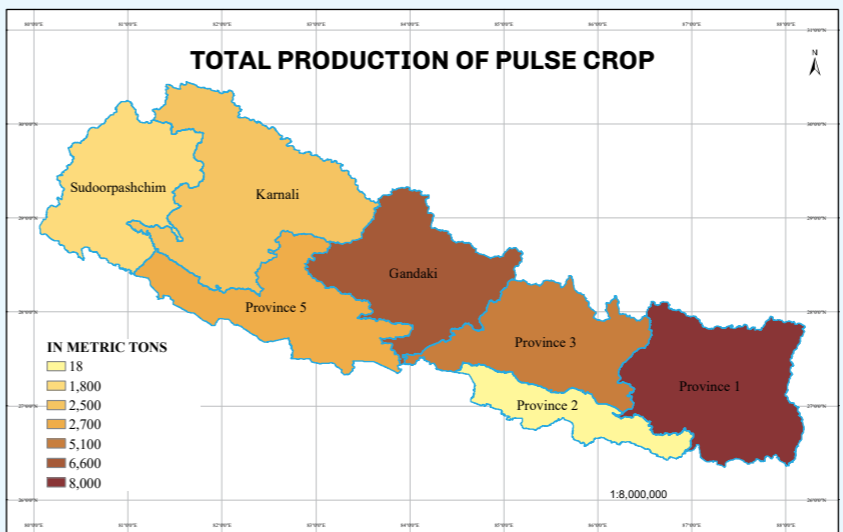 TOTAL PRODUCTION OF PULSE CROP
N
Sudoorpashchim
Karnali
Gandaki
Province 5
Province 3
Province 1
Province 2
IN METRIC TONS
18
1,800
2,500
2,700
5,100
6,600
8,000
1:8,000,000